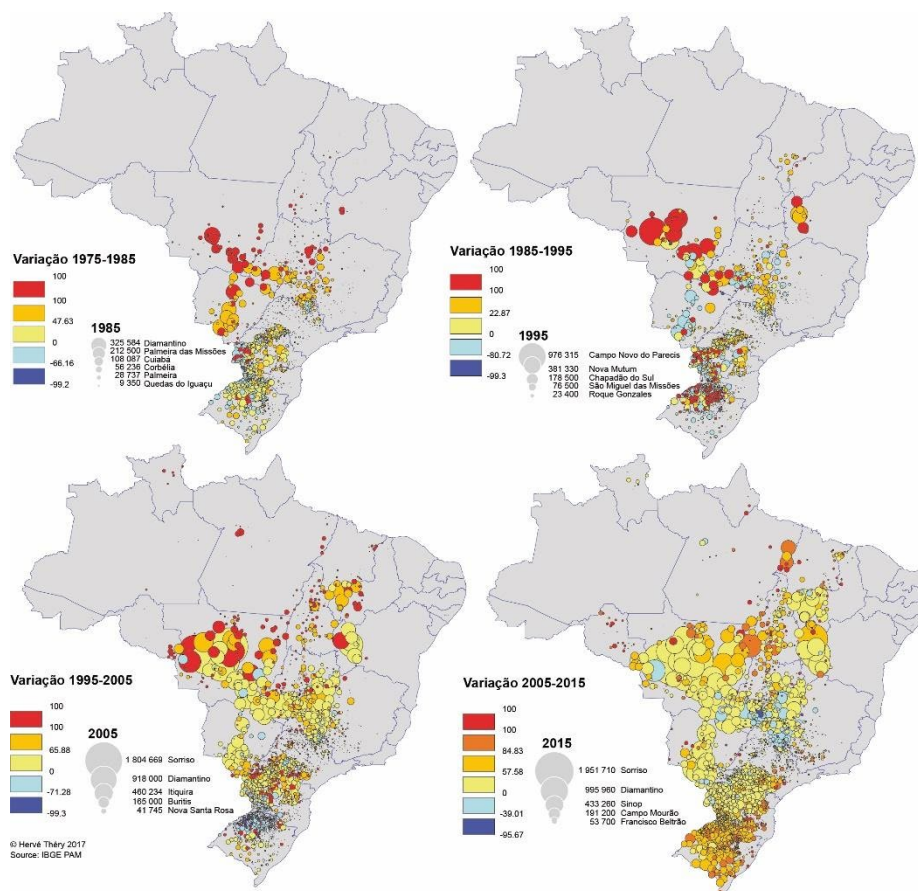 Variação 1975-1985
100
100
47.63
0
-66.16
-99.2
1985
325 584 Diamantino
212 500 Palmeira das Missões
108 087 Cuiabá
56 236 Corbélia
28 737 Palmeira
9 350 Quedas do Iguaçu
Variação 1985-1995
100
100
22.87
0
-80.72
-99.3
1995
976 315 Campo Novo do Parecis
381 330 Nova Mutum
178 500 Chapadão do Sul
76 500 São Miguel das Missões
23 400 Roque Gonzales
Variação 1995-2005
100
100
65.88
0
-71.28
-99.3
2005
1 804 669 Sorriso
918 000 Diamantino
460 234 Itiquira
165 000 Buritis
41 745 Nova Santa Rosa
© Hervé Théry 2017
Source: IBGE PAM
Variação 2005-2015
100
100
84.83
57.58
0
-39.01
-95.67
2015
1 951 710 Sorriso
995 960 Diamantino
433 260 Sinop
191 200 Campo Mourão
53 700 Francisco Beltrão